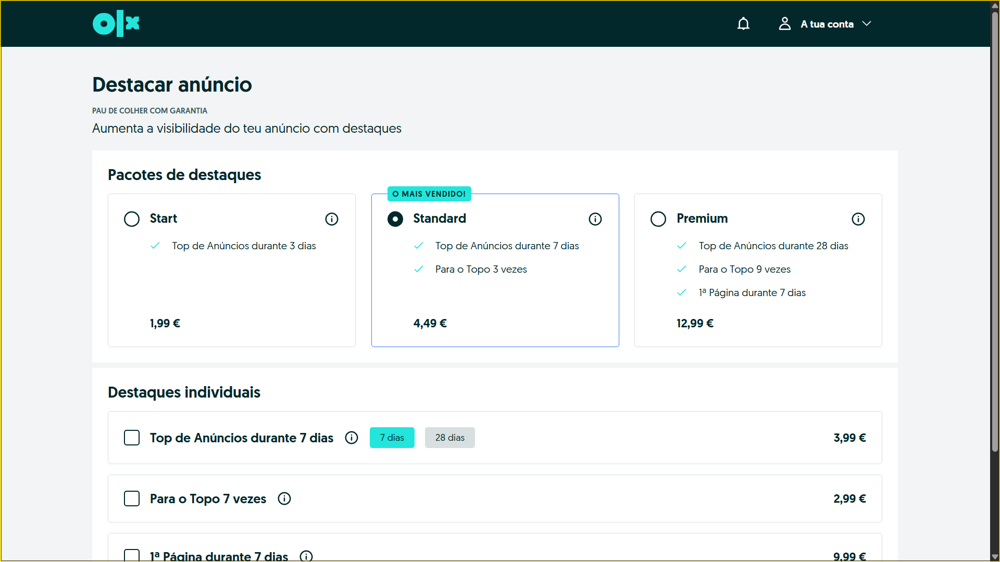 olx
A tua conta
Destacar anúncio
PAU DE COLHER COM GARANTIA
Aumenta a visibilidade do teu anúncio com destaques
Pacotes de destaques
Start
Top de Anúncios durante 3 dias
1,99 €
O MAIS VENDIDO!
Standard
Top de Anúncios durante 7 dias
Para o Topo 3 vezes
4,49 €
Premium
Top de Anúncios durante 28 dias
Para o Topo 9 vezes
1ª Página durante 7 dias
12,99 €
Destaques individuais
Top de Anúncios durante 7 dias 7 dias 28 dias 3,99 €
Para o Topo 7 vezes 2,99 €
1ª Página durante 7 dias 9,99 €